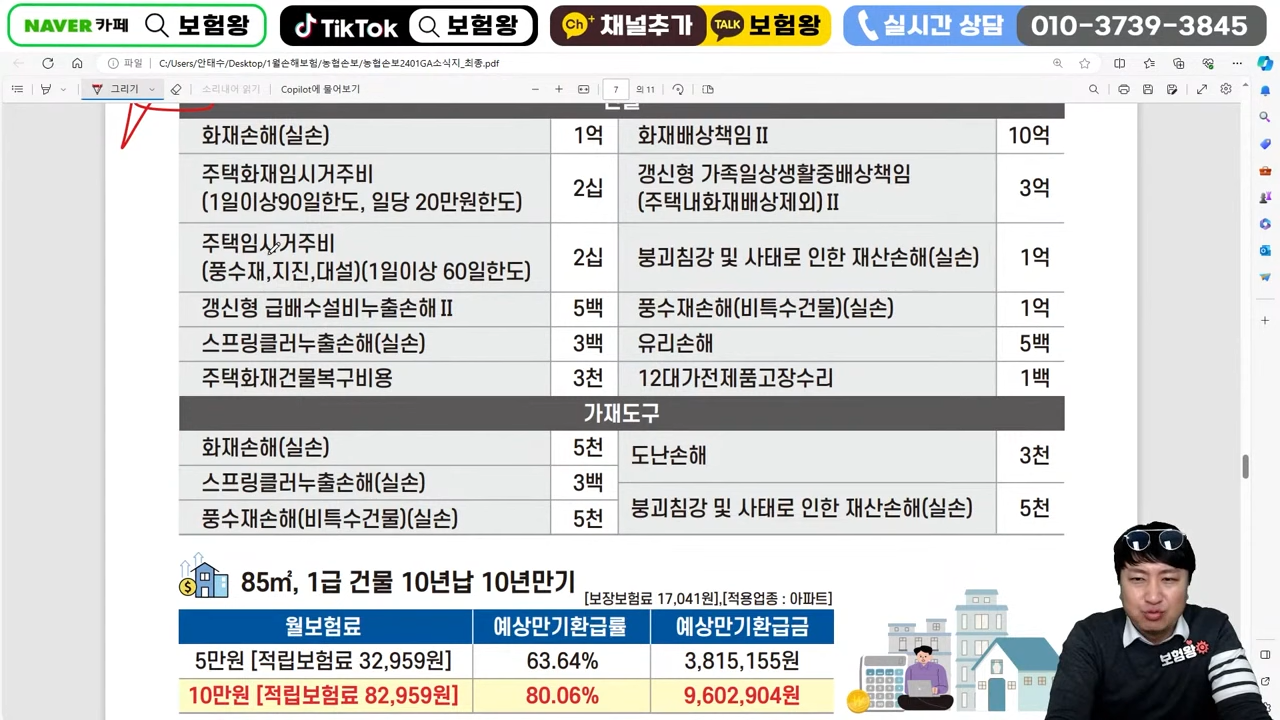 NAVER 카페 보험왕
TikTok 보험왕
Ch+ 채널추가 TALK 보험왕
실시간 상담 010-3739-3845
파일 C:/Users/안태수/Desktop/1월손해보험/농협손보/농협손보2401GA소식지_최종.pdf
그리기 소리내어 읽기 Copilot에 물어보기 7 의 11
화재손해(실손) 1억 화재배상책임Ⅱ 10억
주택화재임시거주비
(1일이상90일한도, 일당 20만원한도) 2십
갱신형 가족일상생활중배상책임
(주택내화재배상제외)Ⅱ 3억
주택임시거주비
(풍수재,지진,대설)(1일이상 60일한도) 2십
붕괴침강 및 사태로 인한 재산손해(실손) 1억
갱신형 급배수설비누출손해Ⅱ 5백 풍수재손해(비특수건물)(실손) 1억
스프링클러누출손해(실손) 3백 유리손해 5백
주택화재건물복구비용 3천 12대가전제품고장수리 1백
가재도구
화재손해(실손) 5천
스프링클러누출손해(실손) 3백
풍수재손해(비특수건물)(실손) 5천
도난손해 3천
붕괴침강 및 사태로 인한 재산손해(실손) 5천
85㎡, 1급 건물 10년납 10년만기 [보장보험료 17,041원],[적용업종 : 아파트]
월보험료 예상만기환급률 예상만기환급금
5만원 [적립보험료 32,959원] 63.64% 3,815,155원
10만원 [적립보험료 82,959원] 80.06% 9,602,904원
보험왕